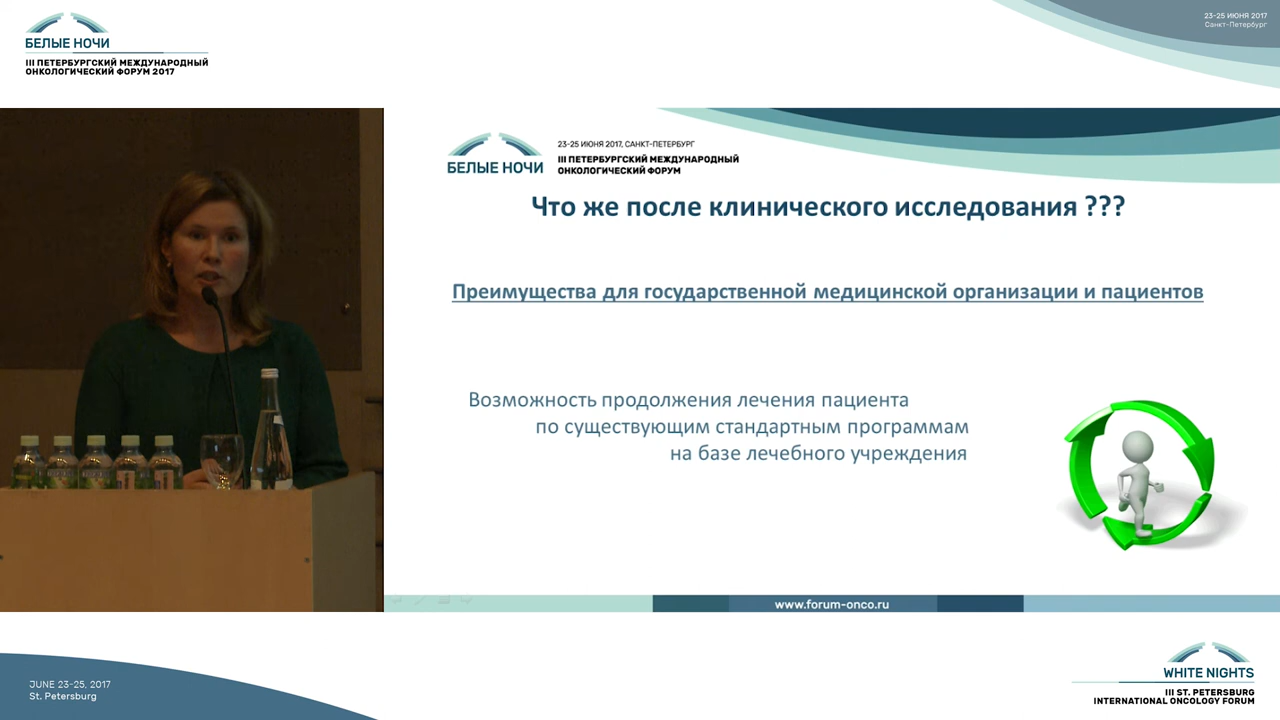 БЕЛЫЕ НОЧИ
III ПЕТЕРБУРГСКИЙ МЕЖДУНАРОДНЫЙ
ОНКОЛОГИЧЕСКИЙ ФОРУМ 2017
23-25 ИЮНЯ 2017
Санкт-Петербург
БЕЛЫЕ НОЧИ
23-25 ИЮНЯ 2017, САНКТ-ПЕТЕРБУРГ
III ПЕТЕРБУРГСКИЙ МЕЖДУНАРОДНЫЙ
ОНКОЛОГИЧЕСКИЙ ФОРУМ
Что же после клинического исследования ???
Преимущества для государственной медицинской организации и пациентов
Возможность продолжения лечения пациента
по существующим стандартным программам
на базе лечебного учреждения
www.forum-onco.ru
JUNE 23-25, 2017
St. Petersburg
WHITE NIGHTS
III ST. PETERSBURG
INTERNATIONAL ONCOLOGY FORUM